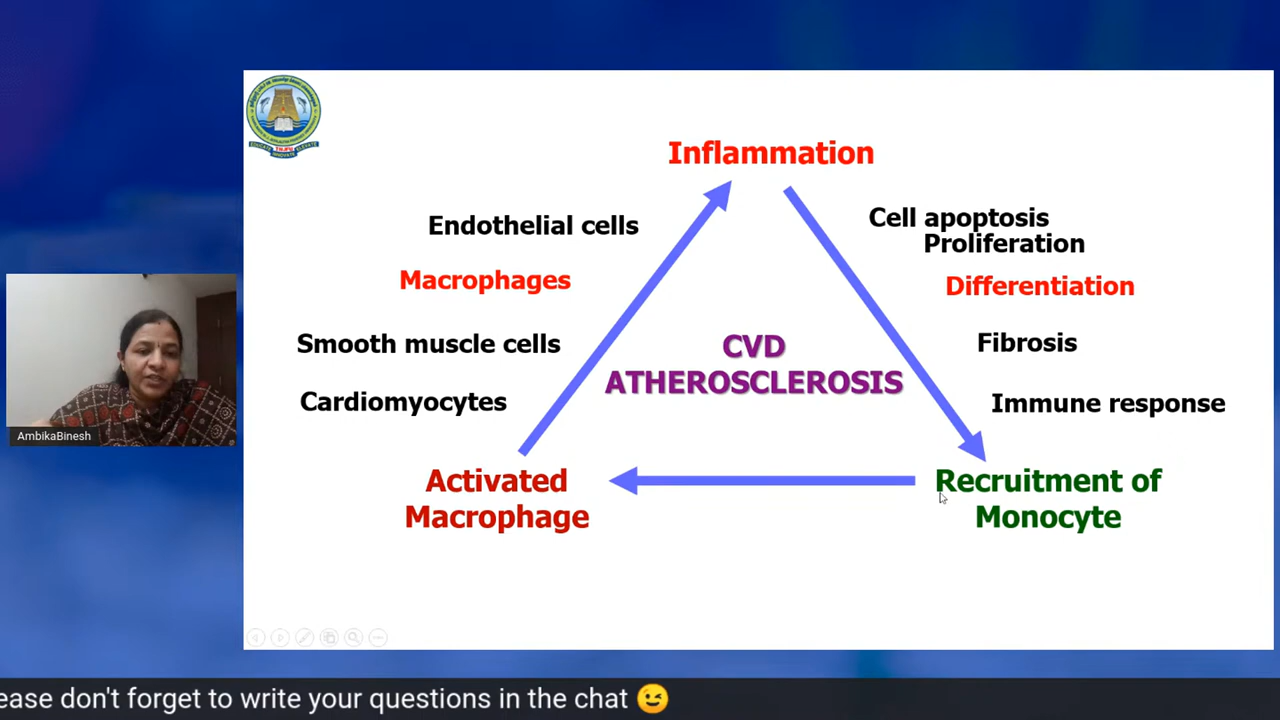 Inflammation
Endothelial cells
Cell apoptosis
Proliferation
Macrophages
Differentiation
Smooth muscle cells
CVD
ATHEROSCLEROSIS
Fibrosis
Cardiomyocytes
Immune response
Activated
Macrophage
Recruitment of
Monocyte
AmbikaBinesh
ease don't forget to write your questions in the chat 😉